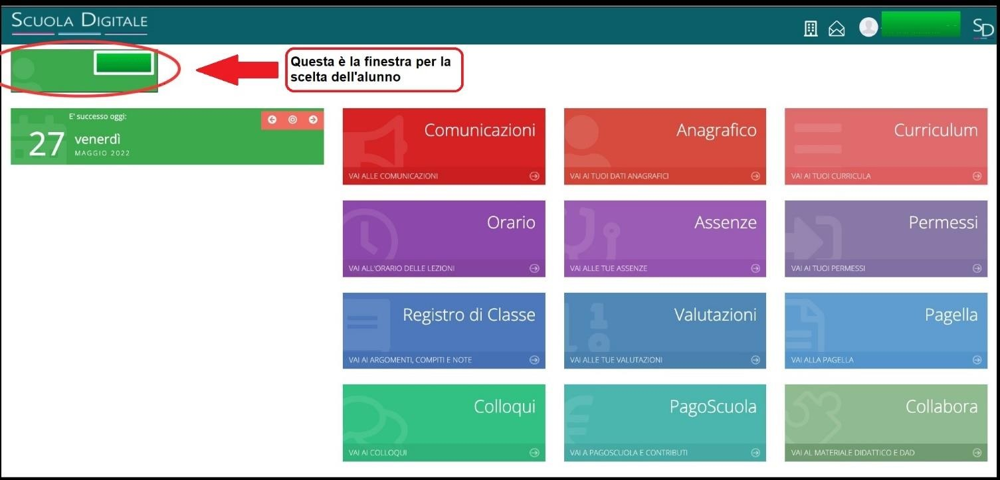 SCUOLA DIGITALE
SD
Questa è la finestra per la
scelta dell'alunno
E' successo oggi:
27 venerdì
MAGGIO 2022
Comunicazioni
VAI ALLE COMUNICAZIONI
Anagrafico
VAI AI TUOI DATI ANAGRAFICI
Curriculum
VAI AI TUOI CURRICULA
Orario
VAI ALL'ORARIO DELLE LEZIONI
Assenze
VAI ALLE TUE ASSENZE
Permessi
VAI AI TUOI PERMESSI
Registro di Classe
VAI AI ARGOMENTI, COMPITI E NOTE
Valutazioni
VAI ALLE TUE VALUTAZIONI
Pagella
VAI ALLA PAGELLA
Colloqui
VAI AI COLLOQUI
PagoScuola
VAI A PAGOSCUOLA E CONTRIBUTI
Collabora
VAI AL MATERIALE DIDATTICO E DAD